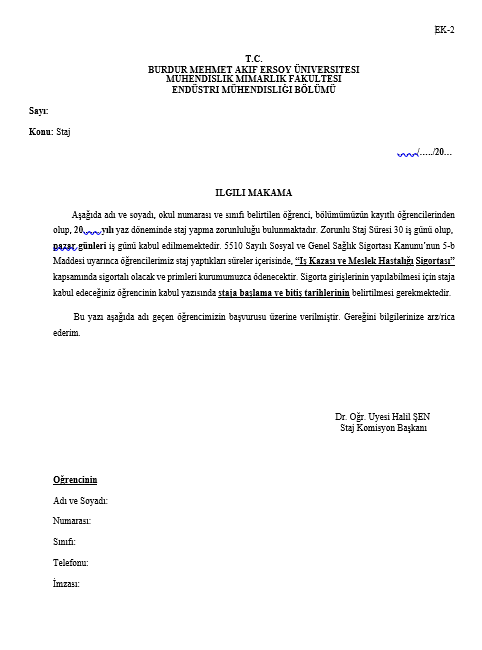 EK-2
T.C.
BURDUR MEHMET AKIF ERSOY ÜNIVERSITESI
MUHENDISLIK MIMARLIK FAKULTESI
ENDÜSTRI MÜHENDISLIĞI BÖLÜMÜ
Sayı:
Konu: Staj
..../...../20...
ILGILI MAKAMA
Aşağıda adı ve soyadı, okul numarası ve sınıfı belirtilen öğrenci, bölümümüzün kayıtlı öğrencilerinden
olup, 20.....yılı yaz döneminde staj yapma zorunluluğu bulunmaktadır. Zorunlu Staj Süresi 30 iş günü olup,
pazar günleri iş günü kabul edilmemektedir. 5510 Sayılı Sosyal ve Genel Sağlık Sigortası Kanunu'nun 5-b
Maddesi uyarınca öğrencilerimiz staj yaptıkları süreler içerisinde, “Iş Kazası ve Meslek Hastalığı Sigortası”
kapsamında sigortalı olacak ve primleri kurumumuzca ödenecektir. Sigorta girişlerinin yapılabilmesi için staja
kabul edeceğiniz öğrencinin kabul yazısında staja başlama ve bitiş tarihlerinin belirtilmesi gerekmektedir.
Bu yazı aşağıda adı geçen öğrencimizin başvurusu üzerine verilmiştir. Gereğini bilgilerinize arz/rica
ederim.
Dr. Oğr. Uyesi Halil ŞEN
Staj Komisyon Başkanı
Oğrencinin
Adı ve Soyadı:
Numarası:
Sınıfı:
Telefonu:
İmzası: